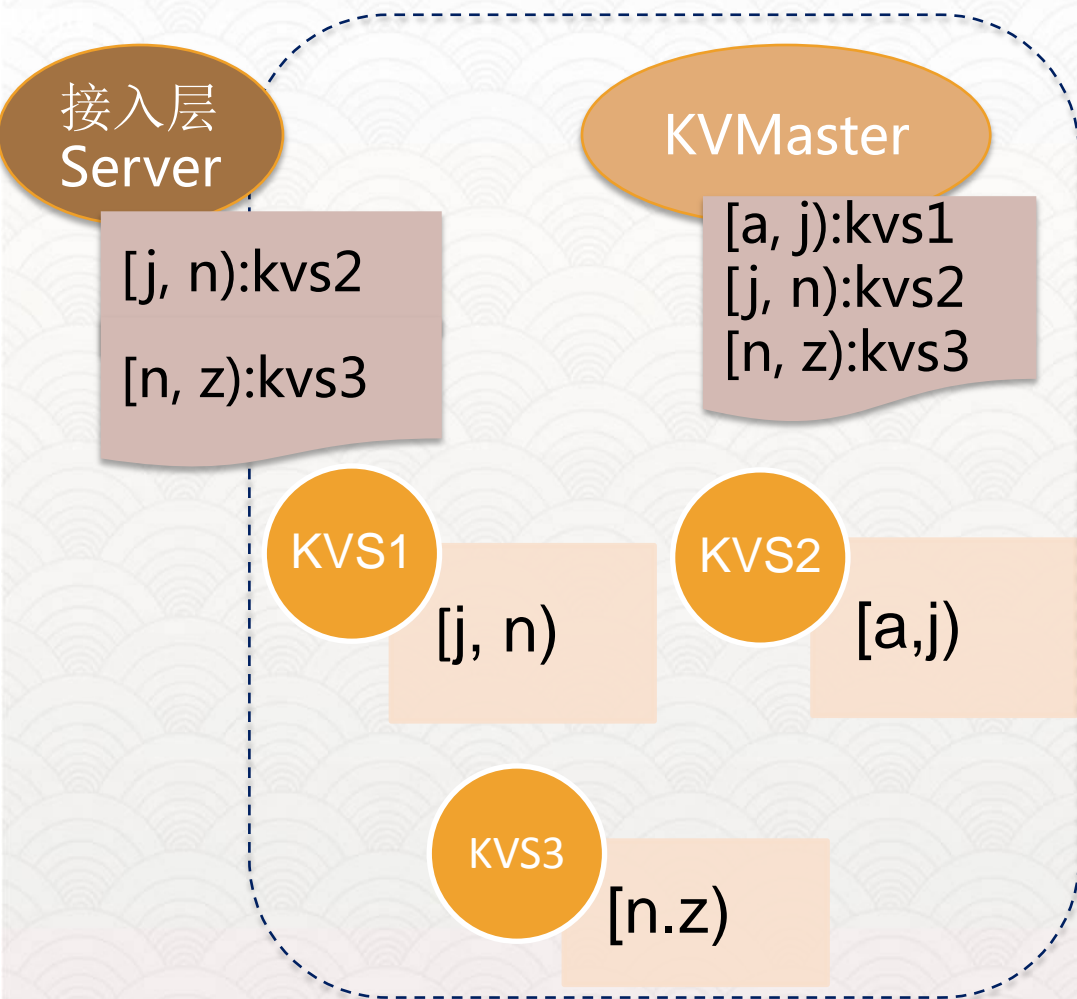 接入层
Server
KVMaster
[j, n):kvs2
[n, z):kvs3
[a, j):kvs1
[j, n):kvs2
[n, z):kvs3
KVS1
[j, n)
KVS2
[a,j)
KVS3
[n.z)